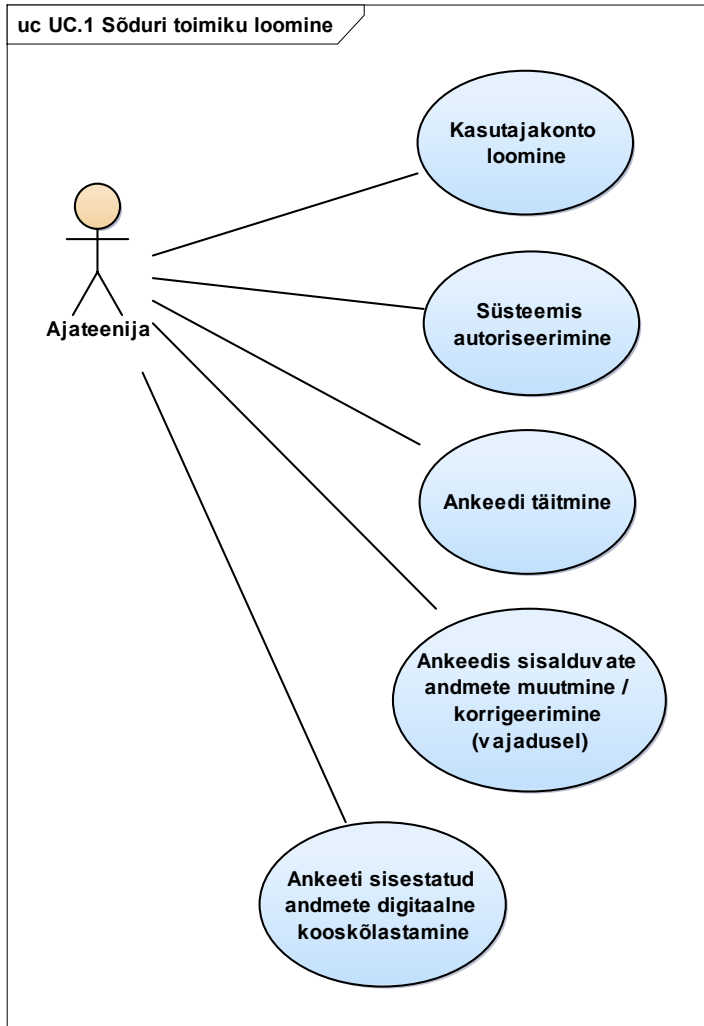 uc UC.1 Sõduri toimiku loomine
Kasutajakonto
loomine
Ajateenija
Süsteemis
autoriseerimine
Ankeedi täitmine
Ankeedis sisalduvate
andmete muutmine /
korrigeerimine
(vajadusel)
Ankeeti sisestatud
andmete digitaalne
kooskõlastamine